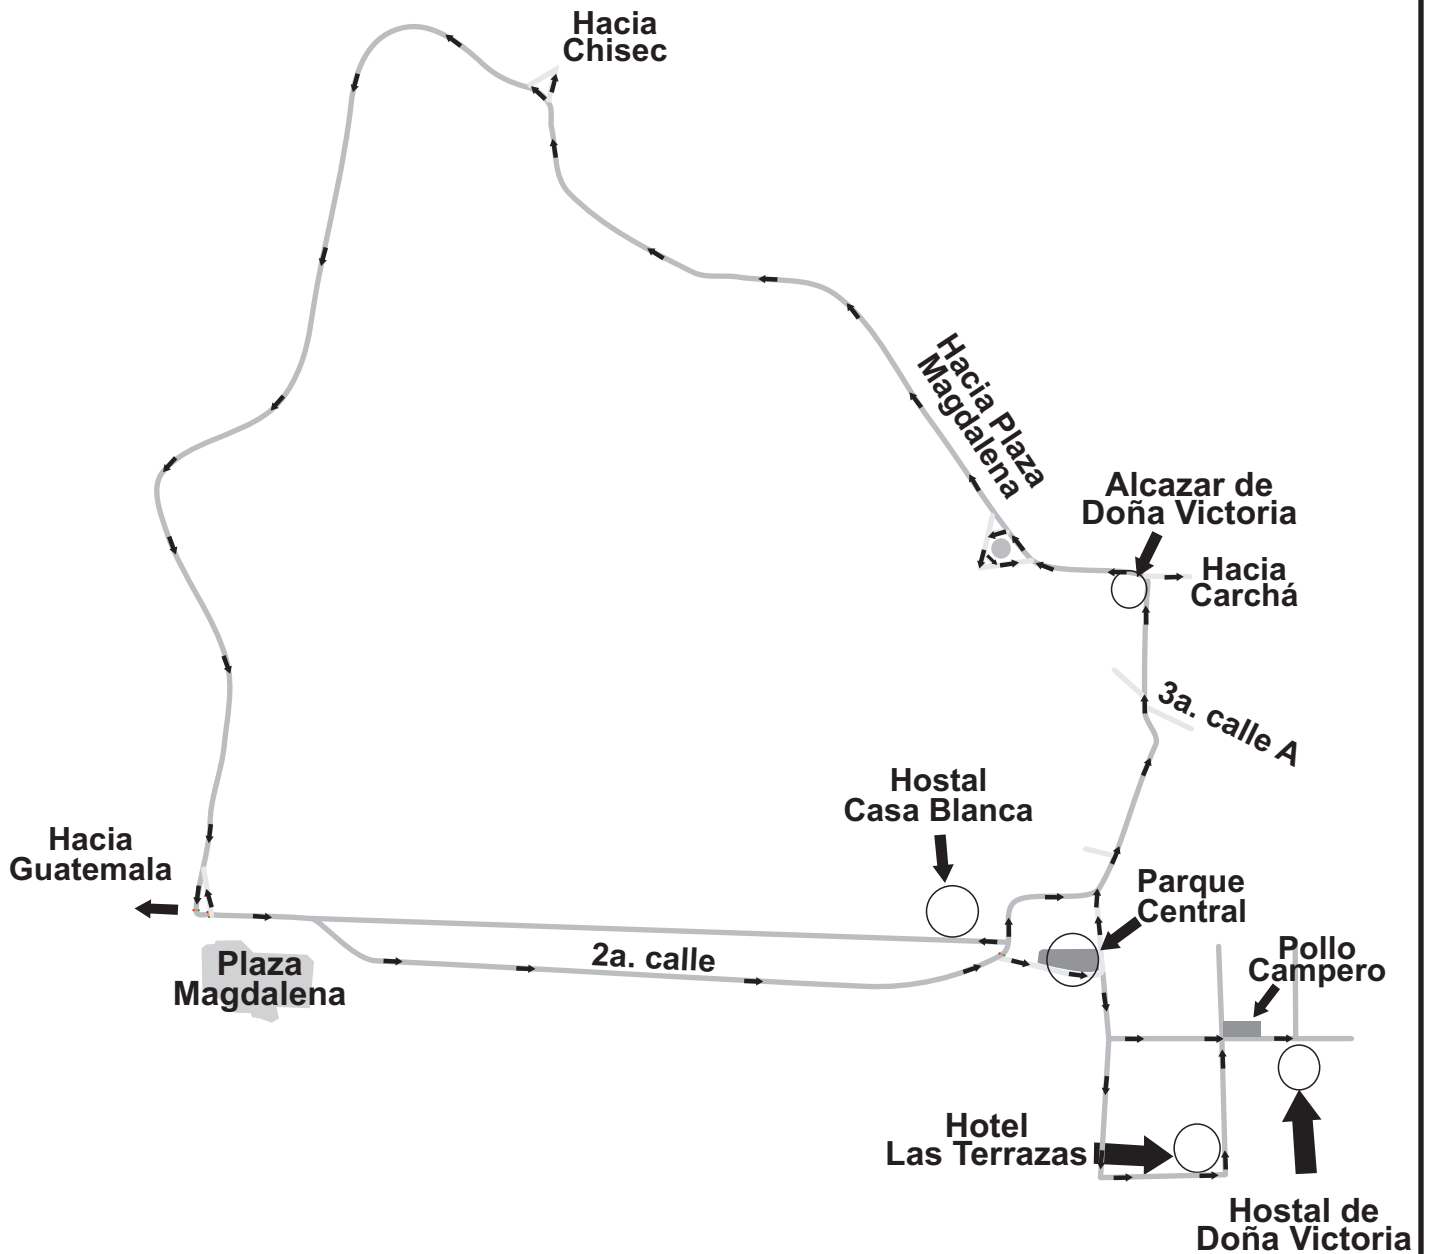 Hacia
Chisec
Hacia Plaza
Magdalena
Alcazar de
Doña Victoria
Hacia
Carchá
3a. calle A
Hostal
Casa Blanca
Hacia
Guatemala
Parque
Central
Pollo
Campero
2a. calle
Plaza
Magdalena
Hotel
Las Terrazas
Hostal de
Doña Victoria